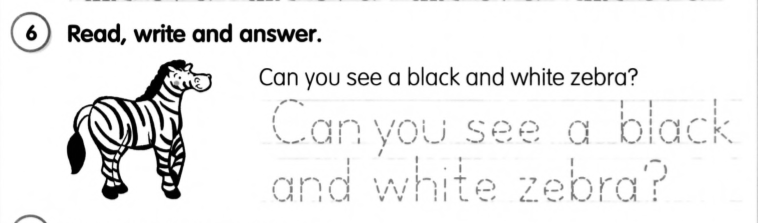 6 Read, write and answer.
Can you see a black and white zebra?
Can you see a black
and white zebra?